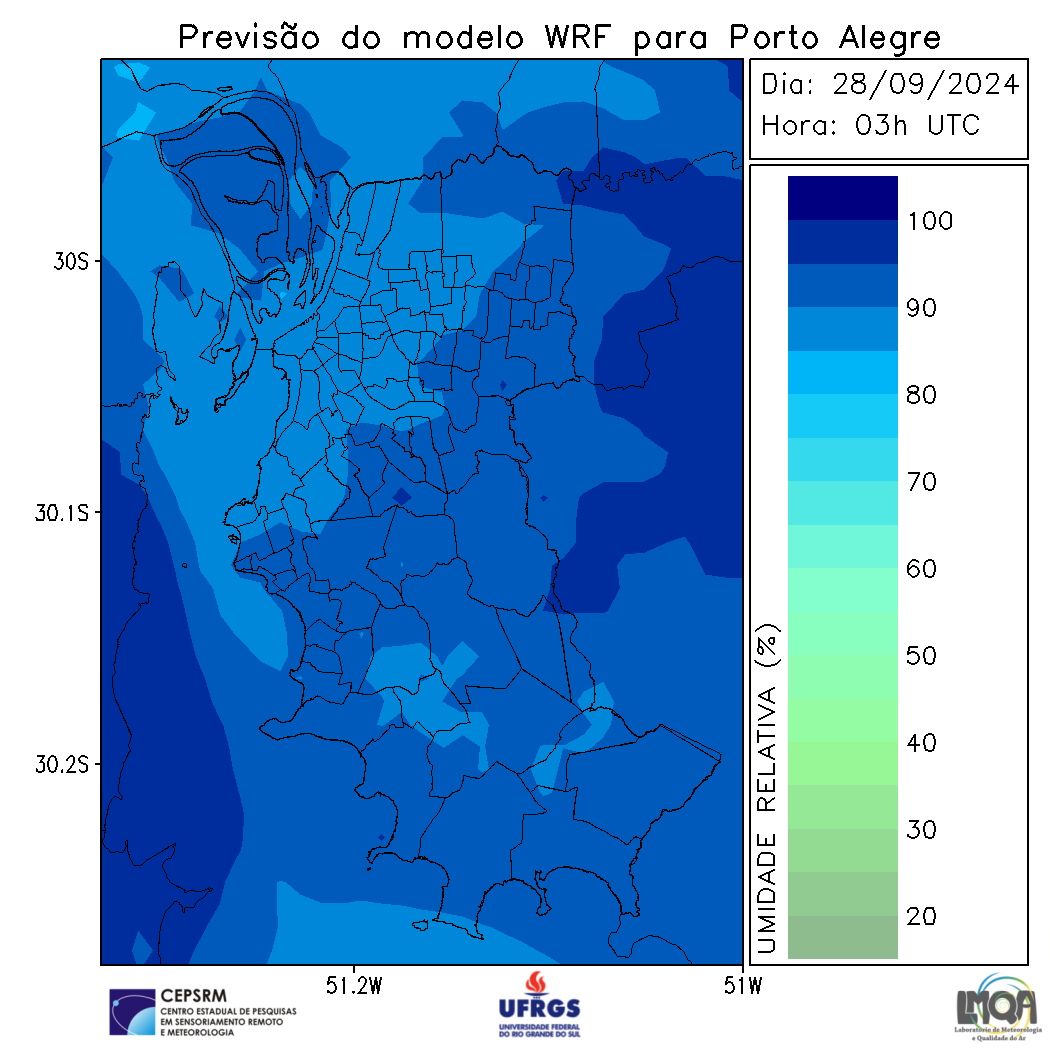 Previsão do modelo WRF para Porto Alegre
Dia: 28/09/2024
Hora: 03h UTC
100
90
80
70
60
50
40
30
20
UMIDADE RELATIVA (%)
30S
30.1S
30.2S
51.2W
51W
CEPSRM
CENTRO ESTADUAL DE PESQUISAS
EM SENSORIAMENTO REMOTO
E METEOROLOGIA
UFRGS
UNIVERSIDADE FEDERAL
DO RIO GRANDE DO SUL
LMQA
Laboratório de Meteorologia
e Qualidade do Ar